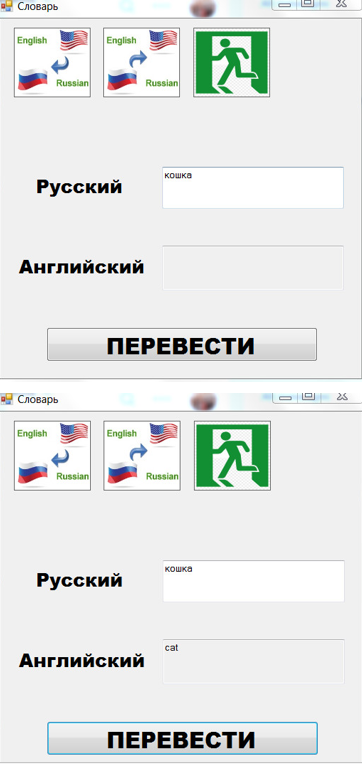 Словарь
English
Russian
English
Russian
Русский
кошка
Английский
ПЕРЕВЕСТИ
Словарь
English
Russian
English
Russian
Русский
кошка
Английский
cat
ПЕРЕВЕСТИ